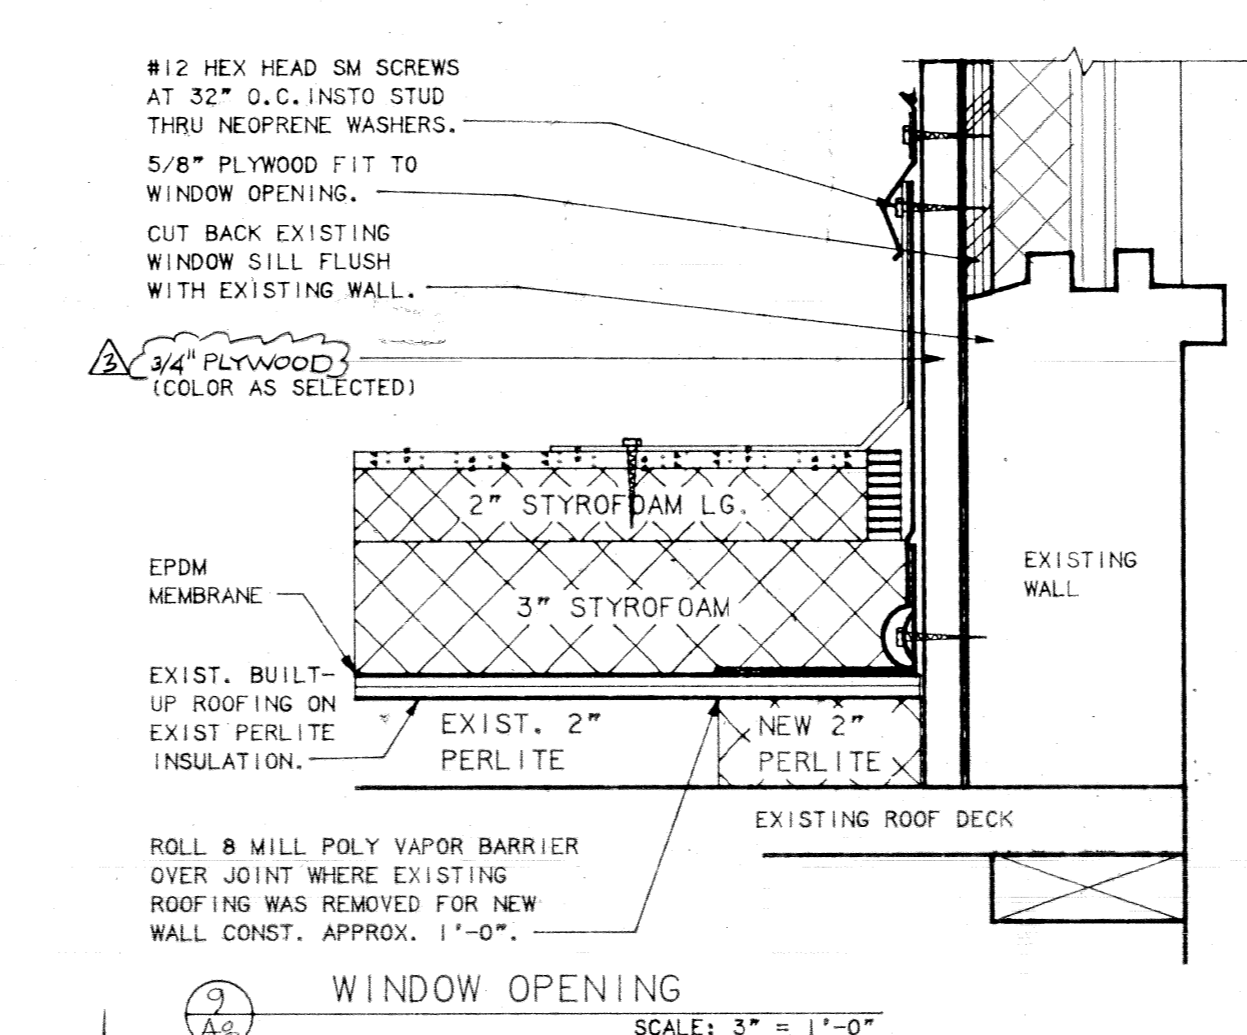 #12 HEX HEAD SM SCREWS
AT 32" O.C. INSTO STUD
THRU NEOPRENE WASHERS.
5/8" PLYWOOD FIT TO
WINDOW OPENING.
CUT BACK EXISTING
WINDOW SILL FLUSH
WITH EXISTING WALL.
3 3/4" PLYWOOD
(COLOR AS SELECTED)
2" STYROFOAM LG.
EPDM
MEMBRANE
3" STYROFOAM
EXISTING
WALL
EXIST. BUILT-
UP ROOFING ON
EXIST PERLITE
INSULATION.
EXIST. 2"
PERLITE
NEW 2"
PERLITE
EXISTING ROOF DECK
ROLL 8 MILL POLY VAPOR BARRIER
OVER JOINT WHERE EXISTING
ROOFING WAS REMOVED FOR NEW
WALL CONST. APPROX. 1'-0".
9
A8
WINDOW OPENING
SCALE: 3" = 1'-0"